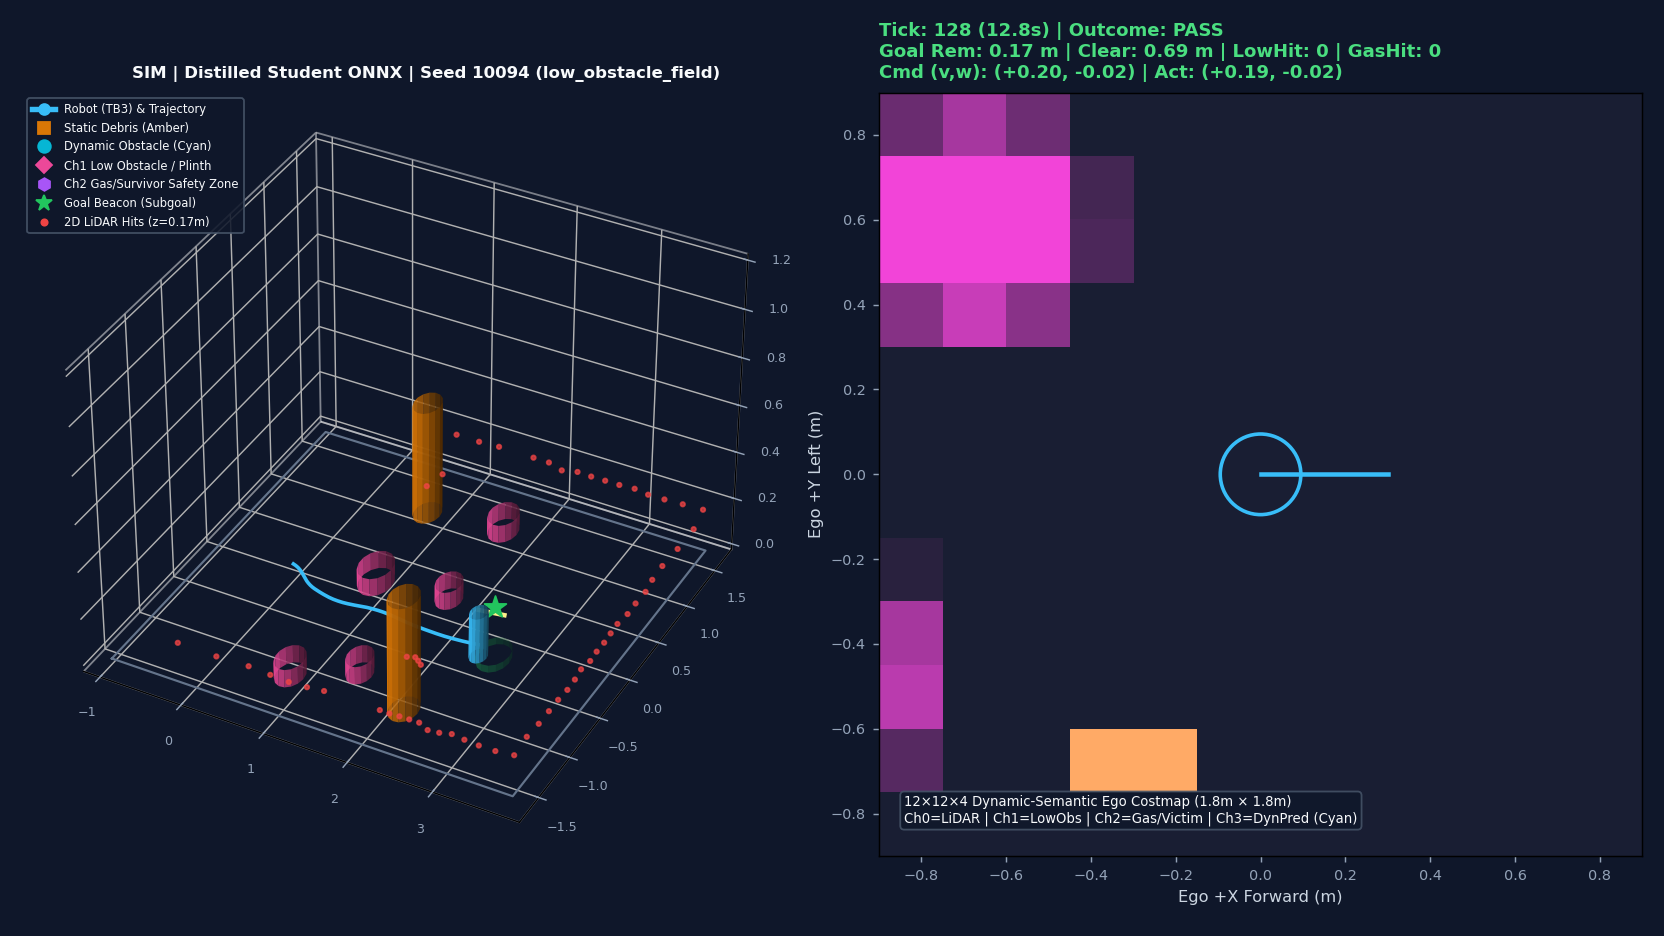 SIM | Distilled Student ONNX | Seed 10094 (low_obstacle_field)
Robot (TB3) & Trajectory
Static Debris (Amber)
Dynamic Obstacle (Cyan)
Ch1 Low Obstacle / Plinth
Ch2 Gas/Survivor Safety Zone
Goal Beacon (Subgoal)
2D LiDAR Hits (z=0.17m)
1.2
1.0
0.8
0.6
0.4
0.2
0.0
1.5
1.0
0.5
0.0
−0.5
−1.0
−1.5
−1
0
1
2
3
Tick: 128 (12.8s) | Outcome: PASS
Goal Rem: 0.17 m | Clear: 0.69 m | LowHit: 0 | GasHit: 0
Cmd (v,w): (+0.20, -0.02) | Act: (+0.19, -0.02)
Ego +Y Left (m)
0.8
0.6
0.4
0.2
0.0
−0.2
−0.4
−0.6
−0.8
12×12×4 Dynamic-Semantic Ego Costmap (1.8m × 1.8m)
Ch0=LiDAR | Ch1=LowObs | Ch2=Gas/Victim | Ch3=DynPred (Cyan)
−0.8 −0.6 −0.4 −0.2 0.0 0.2 0.4 0.6 0.8
Ego +X Forward (m)